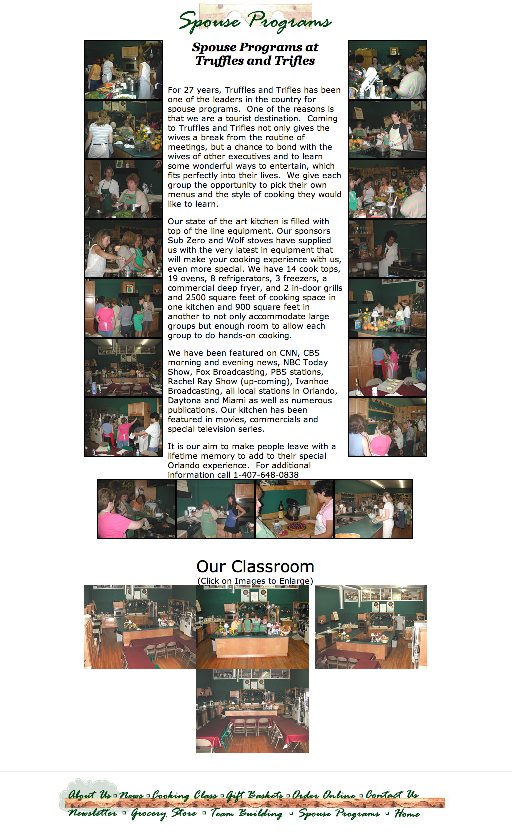 Spouse Programs
Spouse Programs at
Truffles and Trifles
For 27 years, Truffles and Trifles has been
one of the leaders in the country for
spouse programs.  One of the reasons is
that we are a tourist destination.  Coming
to Truffles and Trifles not only gives the
wives a break from the routine of
meetings, but a chance to bond with the
wives of other executives and to learn
some wonderful ways to entertain, which
fits perfectly into their lives.  We give each
group the opportunity to pick their own
menus and the style of cooking they would
like to learn.
Our state of the art kitchen is filled with
top of the line equipment. Our sponsors
Sub Zero and Wolf stoves have supplied
us with the very latest in equipment that
will make your cooking experience with us,
even more special. We have 14 cook tops,
19 ovens, 8 refrigerators, 3 freezers, a
commercial deep fryer, and 2 in-door grills
and 2500 square feet of cooking space in
one kitchen and 900 square feet in
another to not only accommodate large
groups but enough room to allow each
group to do hands-on cooking.
We have been featured on CNN, CBS
morning and evening news, NBC Today
Show, Fox Broadcasting, PBS stations,
Rachel Ray Show (up-coming), Ivanhoe
Broadcasting, all local stations in Orlando,
Daytona and Miami as well as numerous
publications. Our kitchen has been
featured in movies, commercials and
special television series.
It is our aim to make people leave with a
lifetime memory to add to their special
Orlando experience.  For additional
information call 1-407-648-0838
Our Classroom
(Click on Images to Enlarge)
About Us News Cooking Class Gift Baskets Order Online Contact Us
Newsletter Grocery Store Team Building Spouse Programs Home